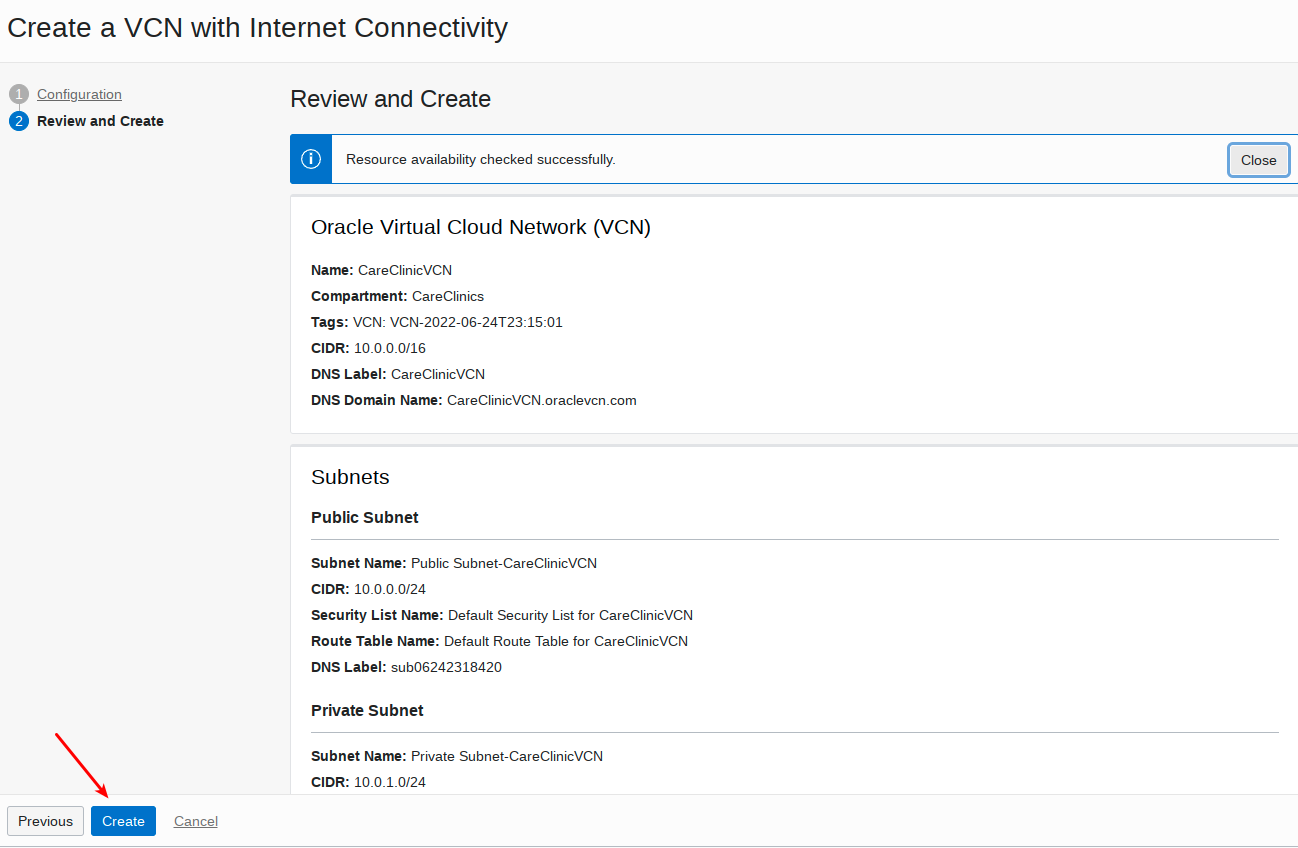 Create a VCN with Internet Connectivity
1 Configuration
2 Review and Create
Review and Create
Resource availability checked successfully.
Close
Oracle Virtual Cloud Network (VCN)
Name: CareClinicVCN
Compartment: CareClinics
Tags: VCN: VCN-2022-06-24T23:15:01
CIDR: 10.0.0.0/16
DNS Label: CareClinicVCN
DNS Domain Name: CareClinicVCN.oraclevcn.com
Subnets
Public Subnet
Subnet Name: Public Subnet-CareClinicVCN
CIDR: 10.0.0.0/24
Security List Name: Default Security List for CareClinicVCN
Route Table Name: Default Route Table for CareClinicVCN
DNS Label: sub06242318420
Private Subnet
Subnet Name: Private Subnet-CareClinicVCN
CIDR: 10.0.1.0/24
Previous Create Cancel